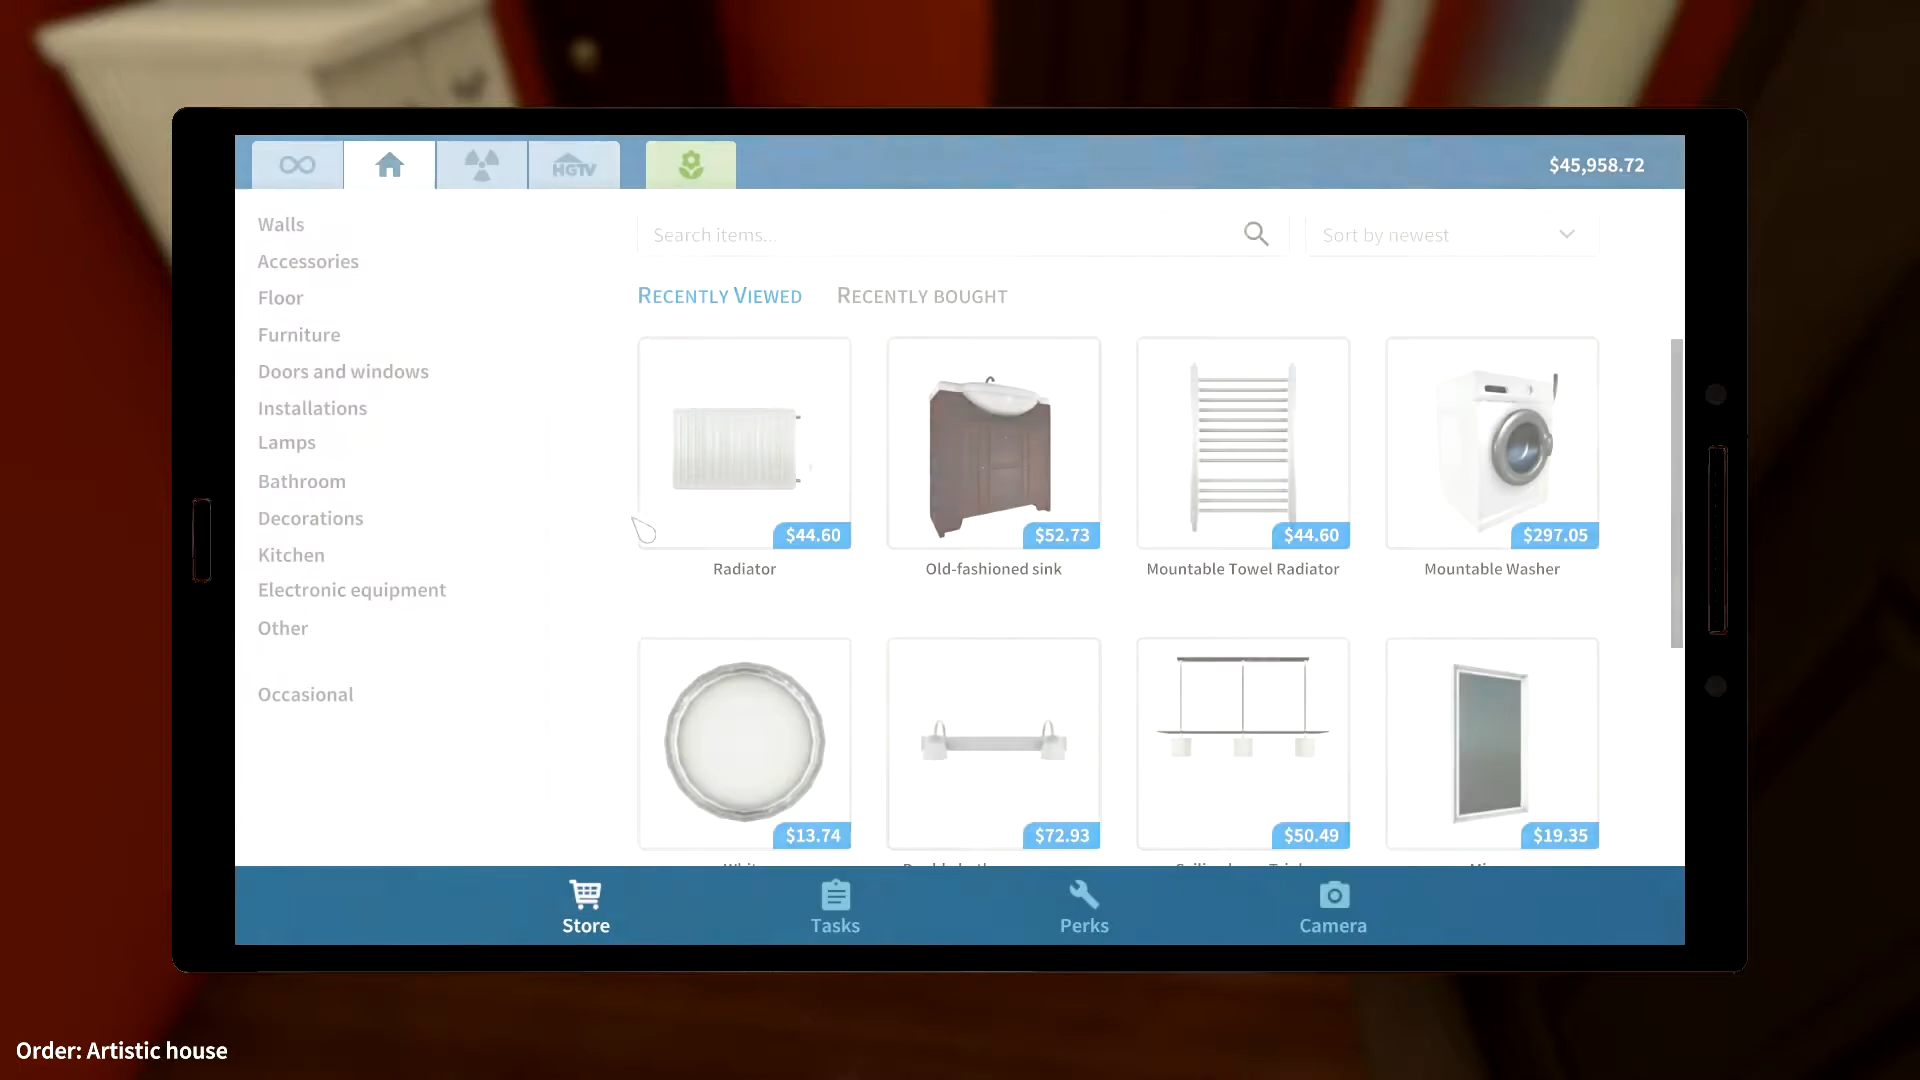 HGTV
$45,958.72
Walls
Accessories
Floor
Furniture
Doors and windows
Installations
Lamps
Bathroom
Decorations
Kitchen
Electronic equipment
Other
Occasional
Search items...
Sort by newest
RECENTLY VIEWED
RECENTLY BOUGHT
$44.60
$52.73
$44.60
$297.05
Radiator
Old-fashioned sink
Mountable Towel Radiator
Mountable Washer
$13.74
$72.93
$50.49
$19.35
Store
Tasks
Perks
Camera
Order: Artistic house